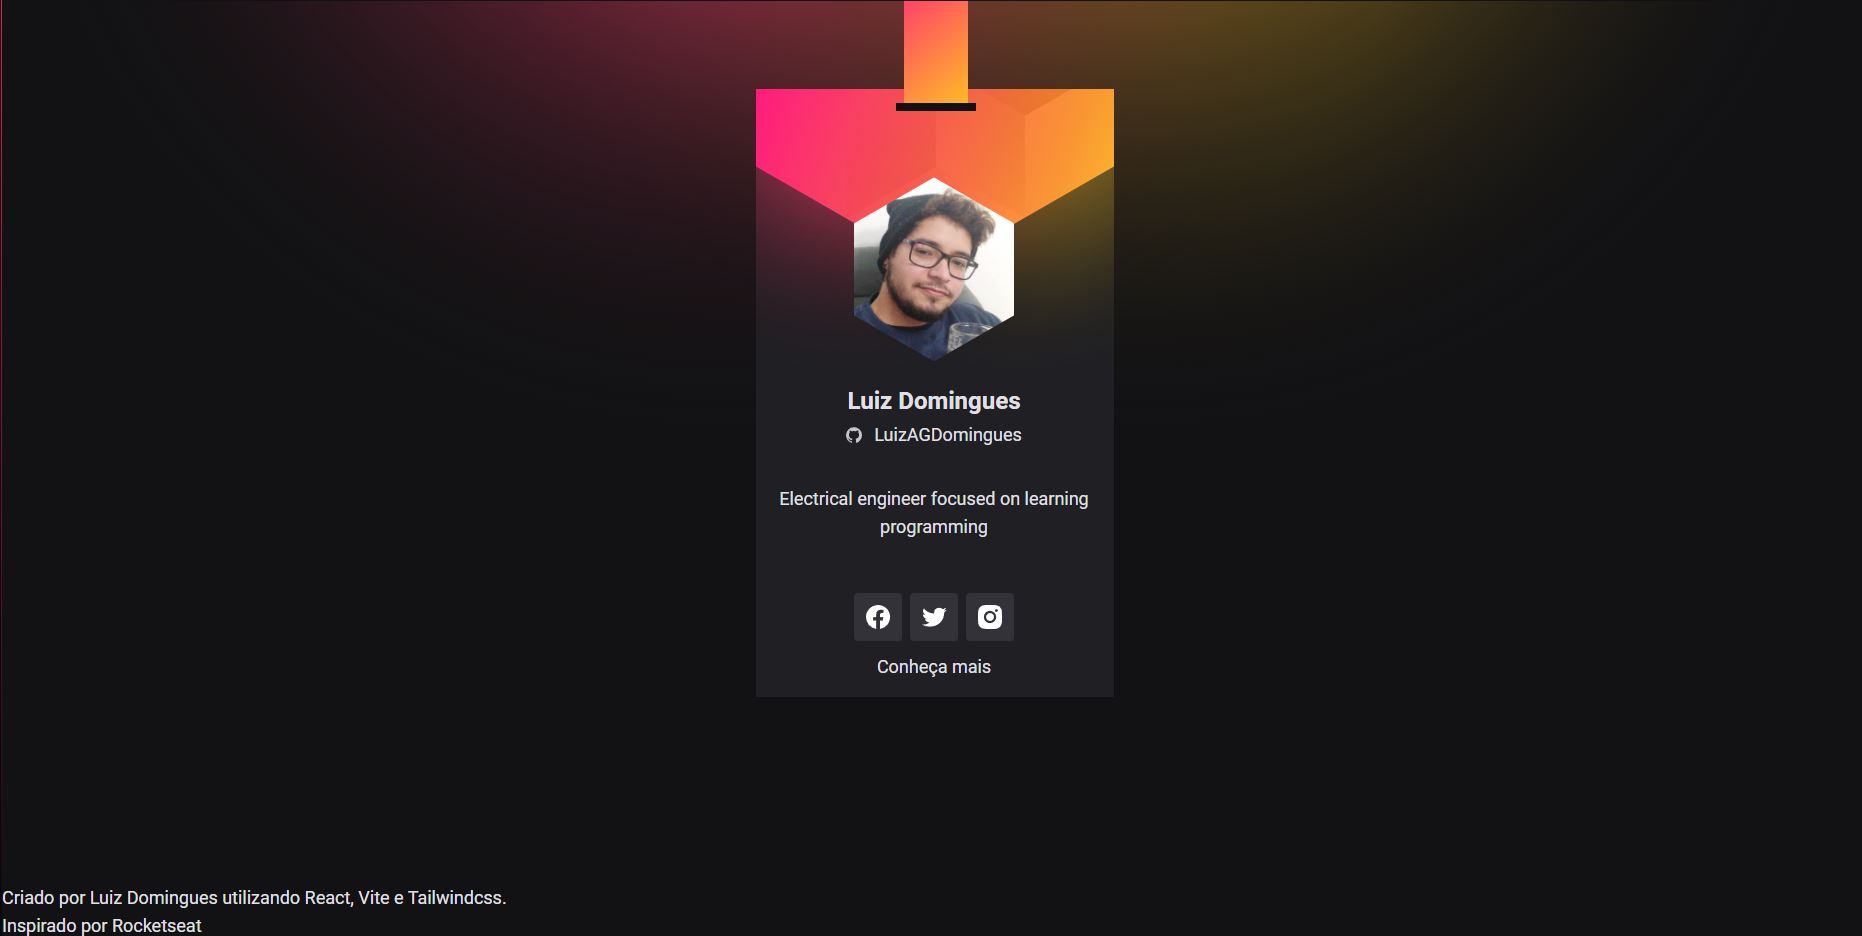 Luiz Domingues
LuizAGDomingues
Electrical engineer focused on learning
programming
Conheça mais
Criado por Luiz Domingues utilizando React, Vite e Tailwindcss.
Inspirado por Rocketseat